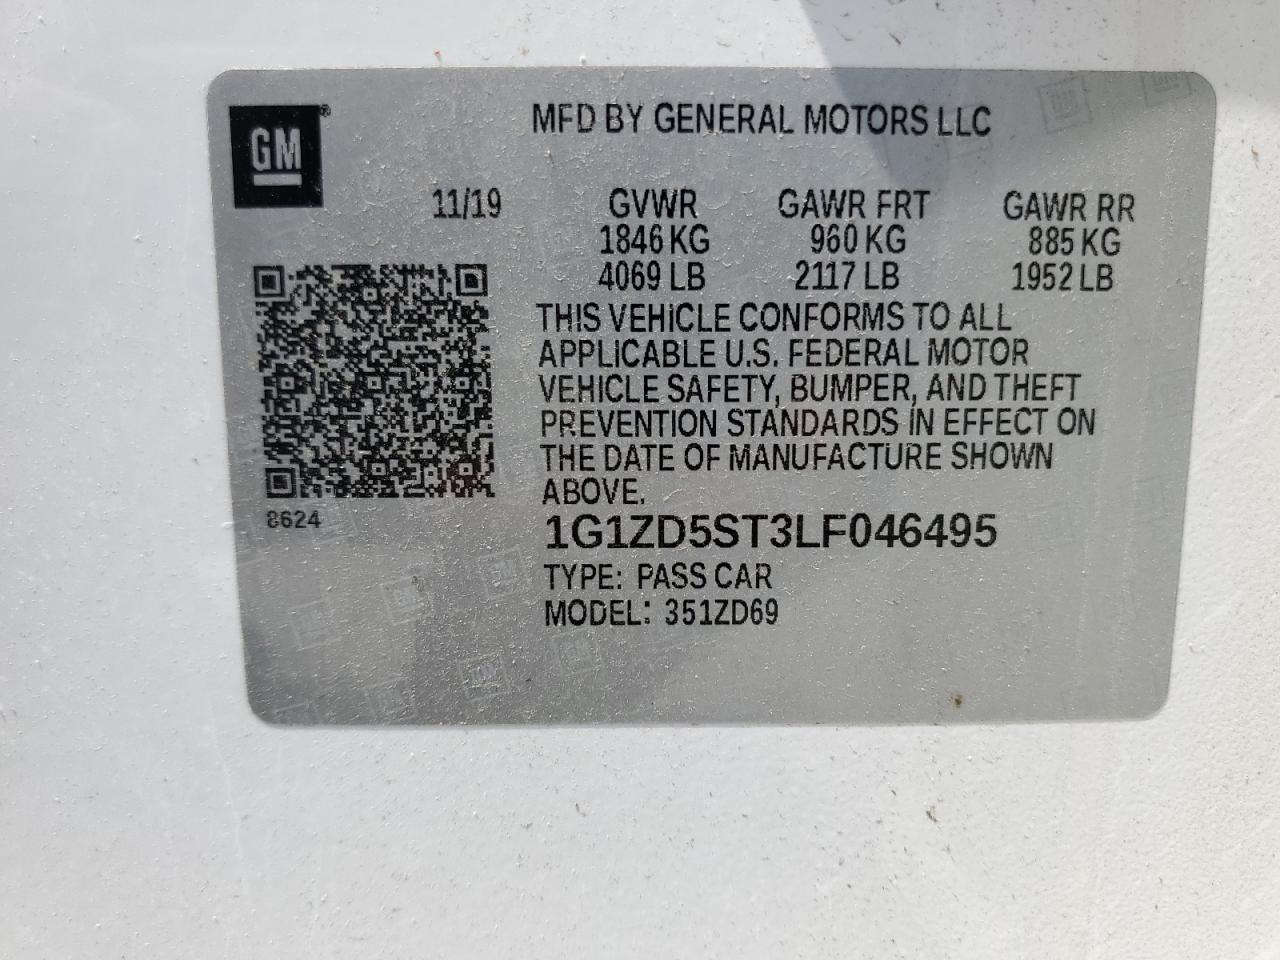 GM®
MFD BY GENERAL MOTORS LLC
11/19 GVWR GAWR FRT GAWR RR
1846 KG 960 KG 885 KG
4069 LB 2117 LB 1952 LB
THIS VEHICLE CONFORMS TO ALL
APPLICABLE U.S. FEDERAL MOTOR
VEHICLE SAFETY, BUMPER, AND THEFT
PREVENTION STANDARDS IN EFFECT ON
THE DATE OF MANUFACTURE SHOWN
ABOVE.
8624
1G1ZD5ST3LF046495
TYPE: PASS CAR
MODEL: 351ZD69